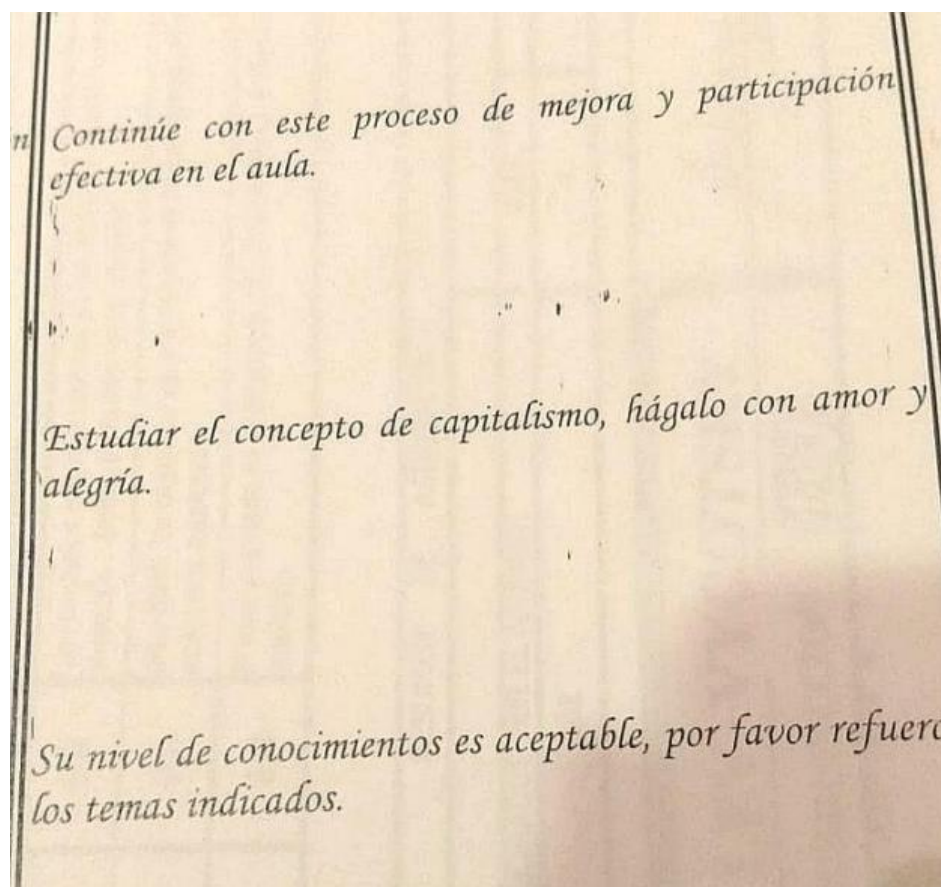 Continúe con este proceso de mejora y participación
efectiva en el aula.
Estudiar el concepto de capitalismo, hágalo con amor y
alegría.
Su nivel de conocimientos es aceptable, por favor
los temas indicados.